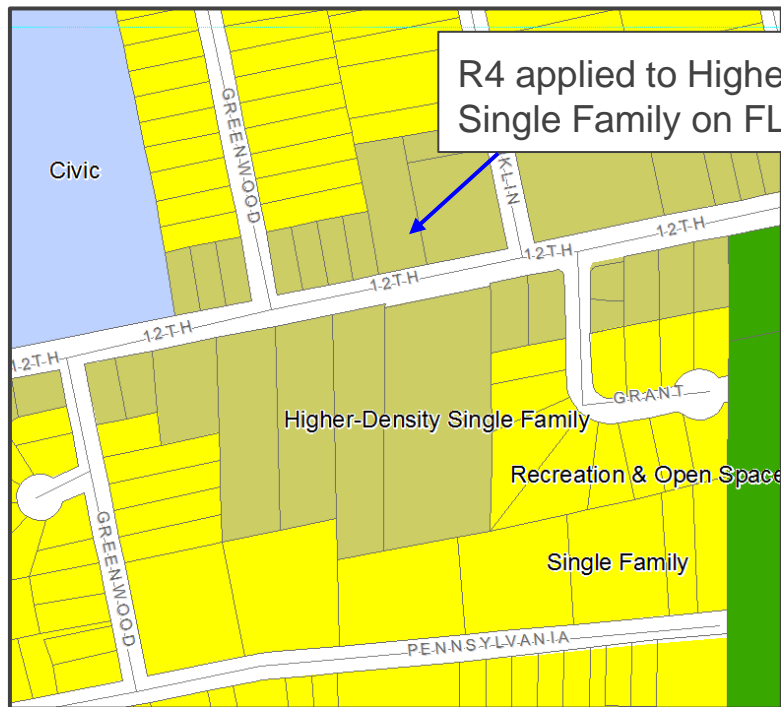 R4 applied to Highe
Single Family on FL
GREENWOOD
KLIN
Civic
12TH
12TH
12TH
12TH
12TH
GRANT
Higher-Density Single Family
Recreation & Open Space
GREENWOOD
Single Family
PENNSYLVANIA